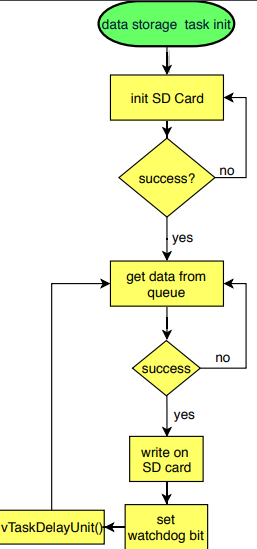 data storage  task init
init SD Card
success?
no
yes
get data from
queue
success
no
yes
write on
SD card
set
watchdog bit
vTaskDelayUnit()